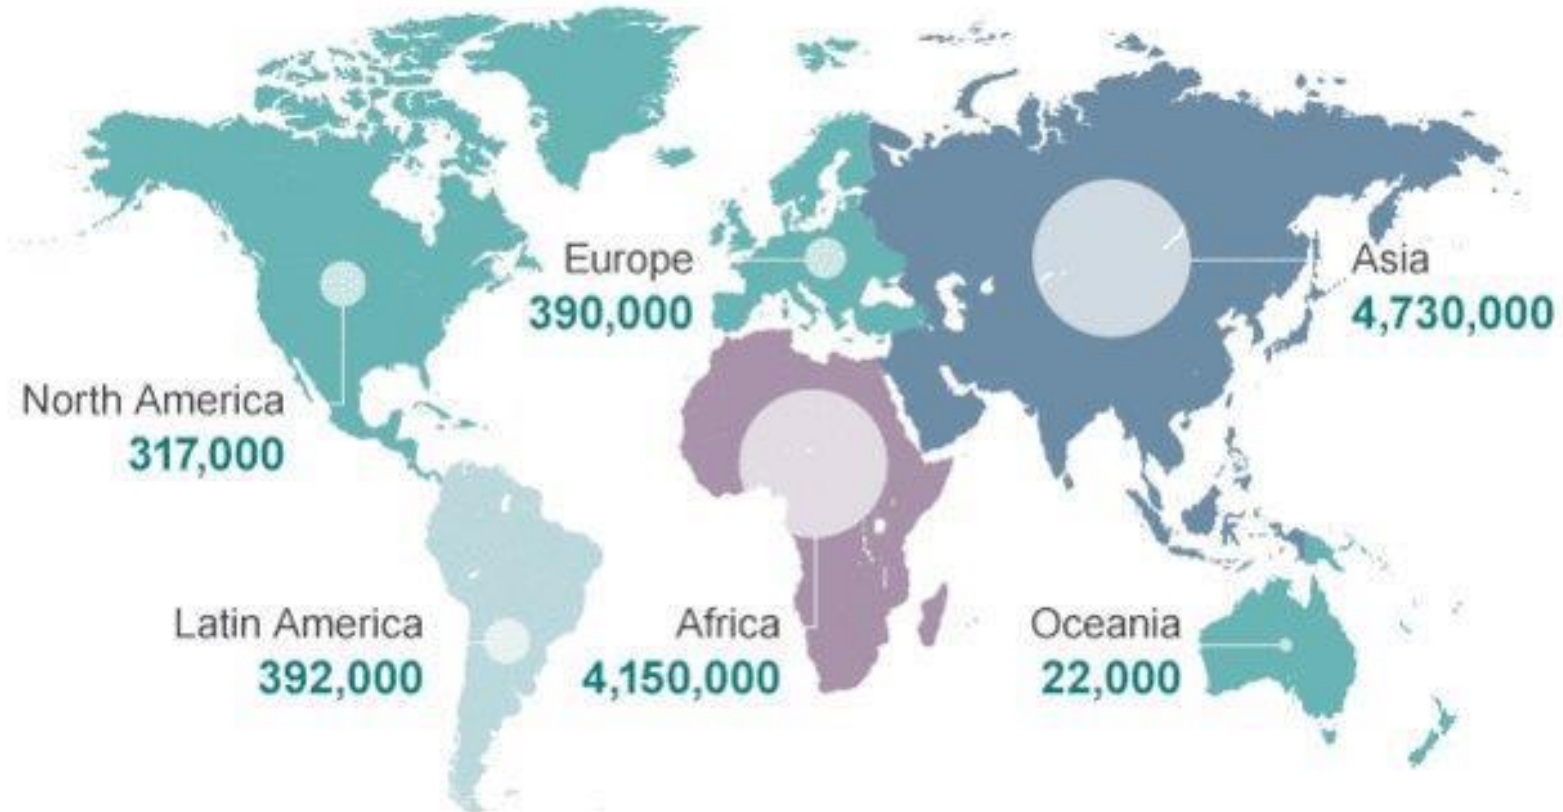 Europe
390,000
Asia
4,730,000
North America
317,000
Latin America
392,000
Africa
4,150,000
Oceania
22,000